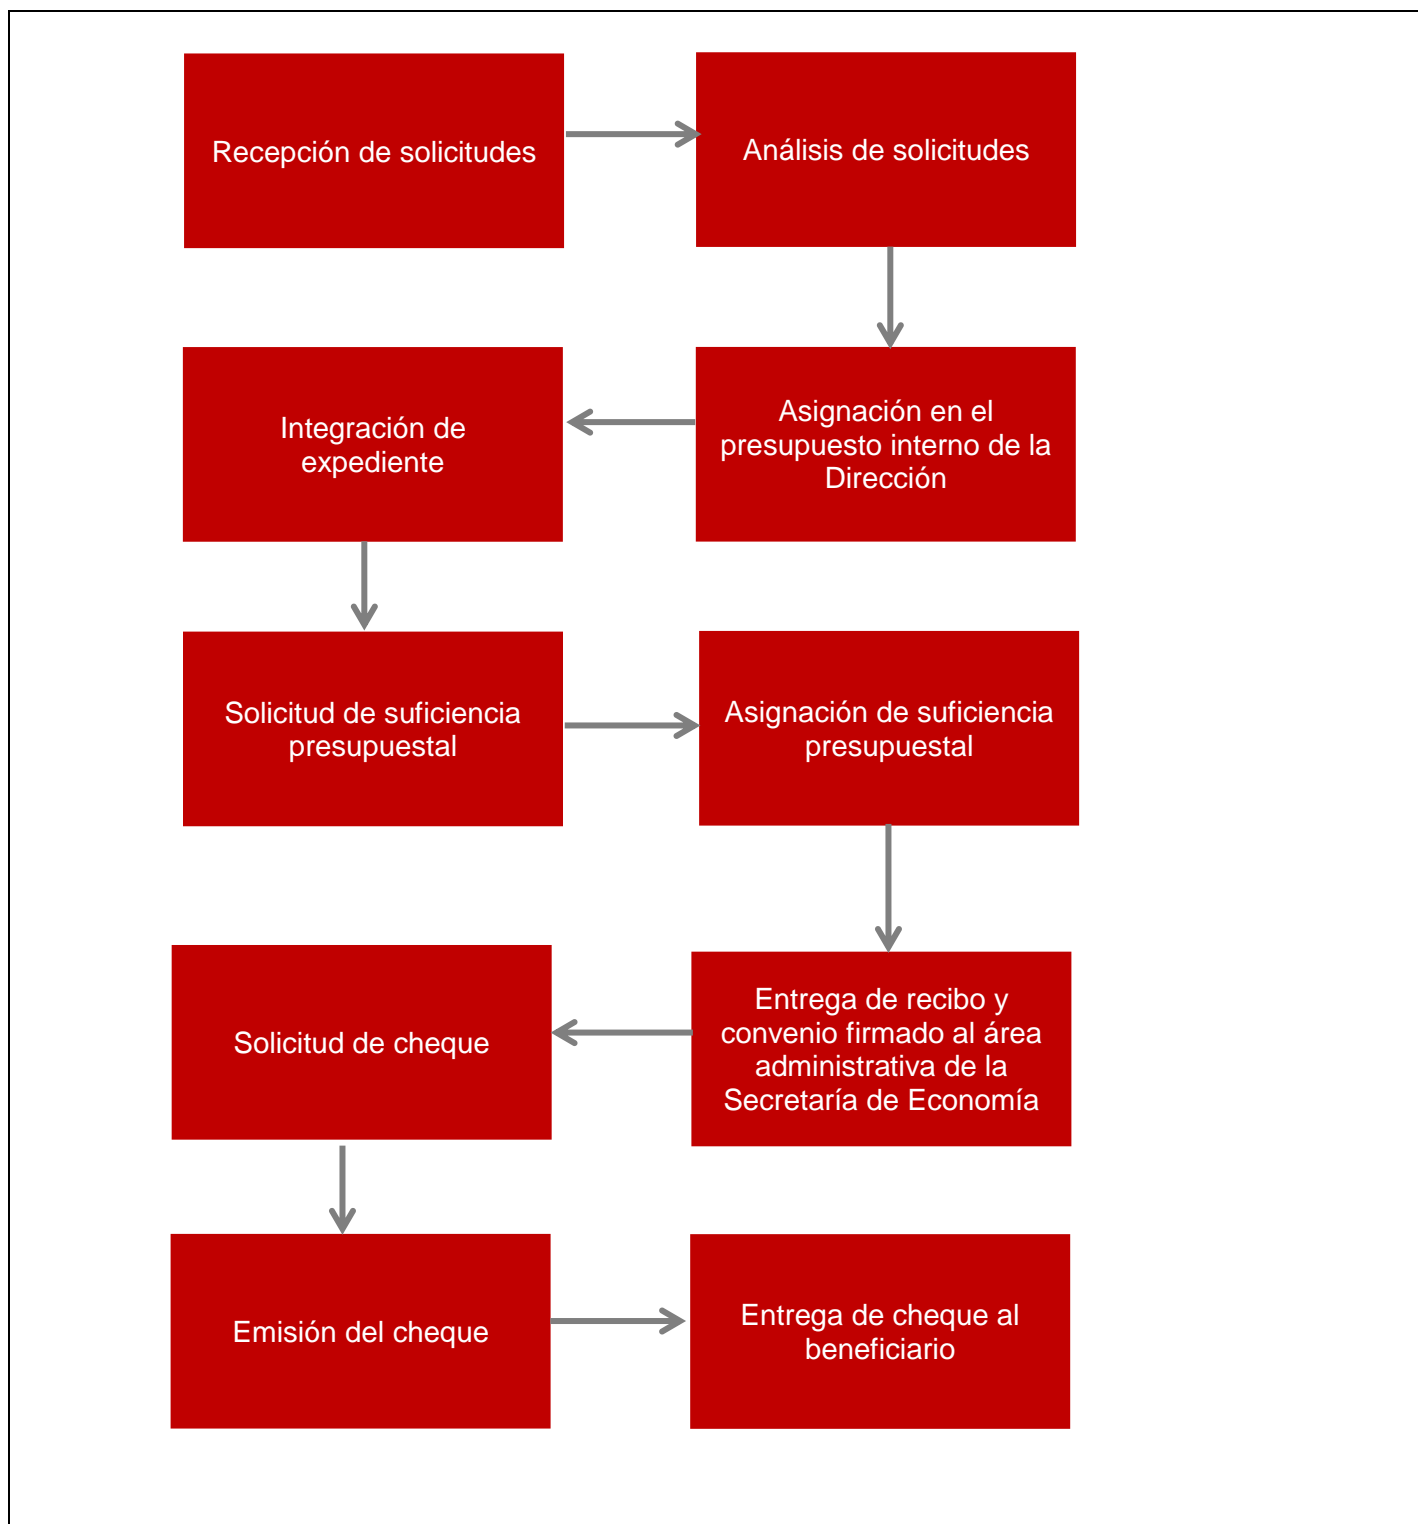 Recepción de solicitudes
Análisis de solicitudes
Asignación en el
presupuesto interno de la
Dirección
Integración de
expediente
Solicitud de suficiencia
presupuestal
Asignación de suficiencia
presupuestal
Entrega de recibo y
convenio firmado al área
administrativa de la
Secretaría de Economía
Solicitud de cheque
Emisión del cheque
Entrega de cheque al
beneficiario